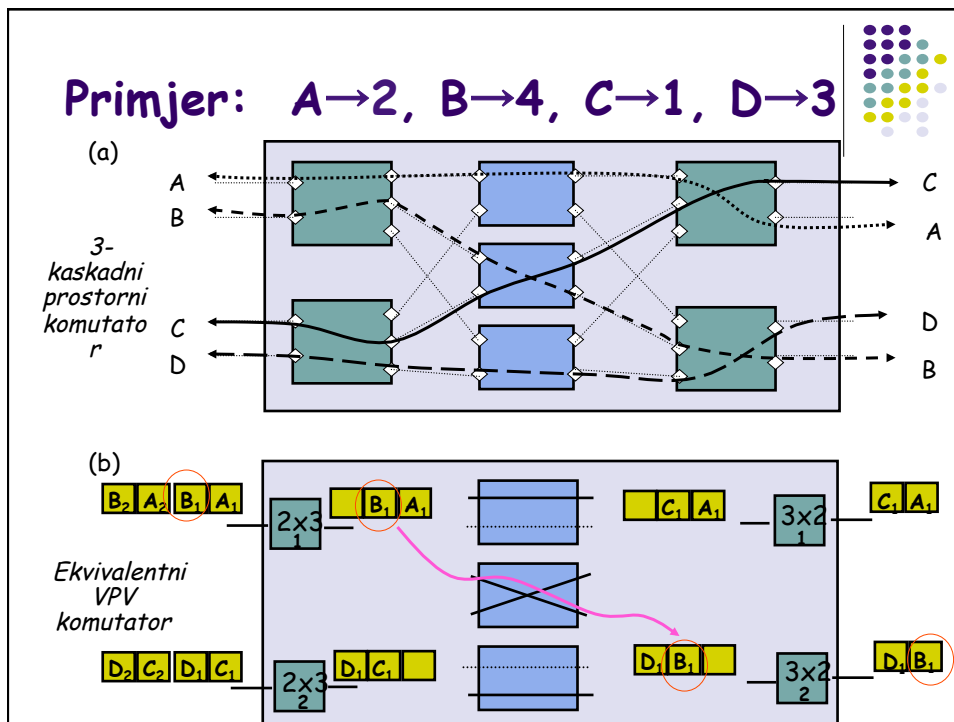 Primjer: A→2, B→4, C→1, D→3
(a)
A
B
C
D
3-
kaskadni
prostorni
komutato
r
C
A
D
B
(b)
B₂ A₂ B₁ A₁
2x3
1
B₁ A₁
C₁ A₁
3x2
1
C₁ A₁
Ekvivalentni
VPV
komutator
D₂ C₂ D₁ C₁
2x3
2
D₁ C₁
D₁ B₁
3x2
2
D₁ B₁